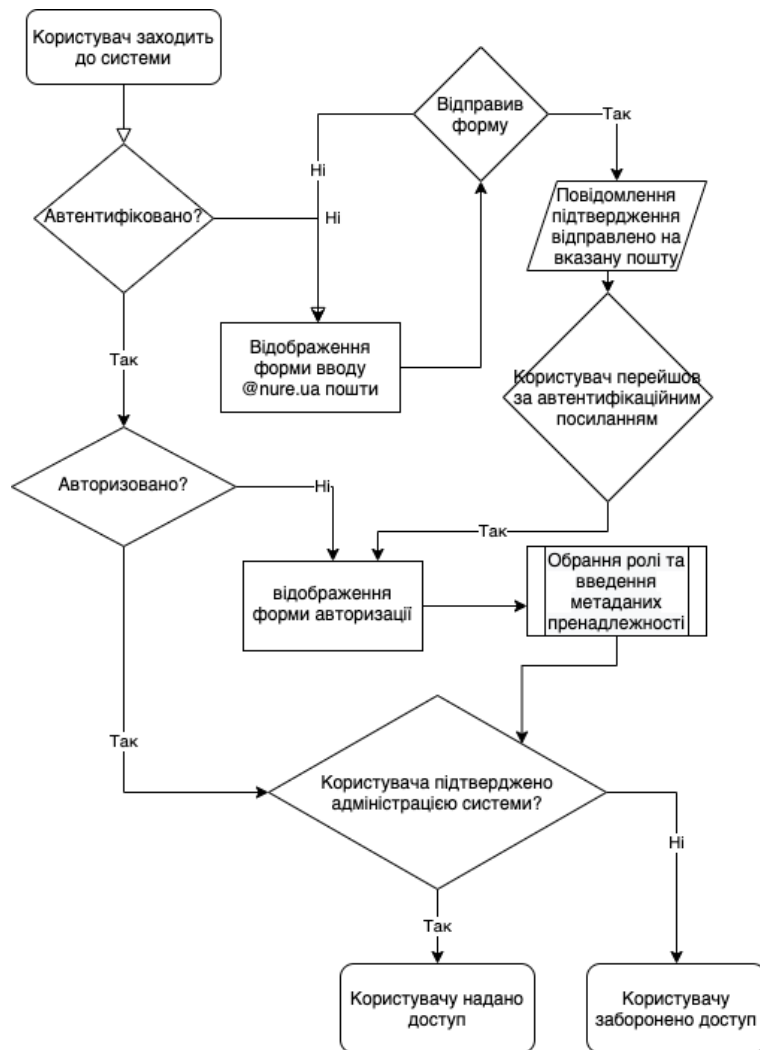 Користувач заходить
до системи
Відправив
форму
Так
Ні
Автентифіковано?
Ні
Повідомлення
підтвердження
відправлено на
вказану пошту
Відображення
форми вводу
@nure.ua пошти
Так
Користувач перейшов
за автентифікаційним
посиланням
Авторизовано?
Ні
Так
відображення
форми авторизації
Обрання ролі та
введення
метаданих
пренадлежності
Так
Користувача підтверджено
адміністрацією системи?
Ні
Так
Користувачу надано
доступ
Користувачу
заборонено доступ